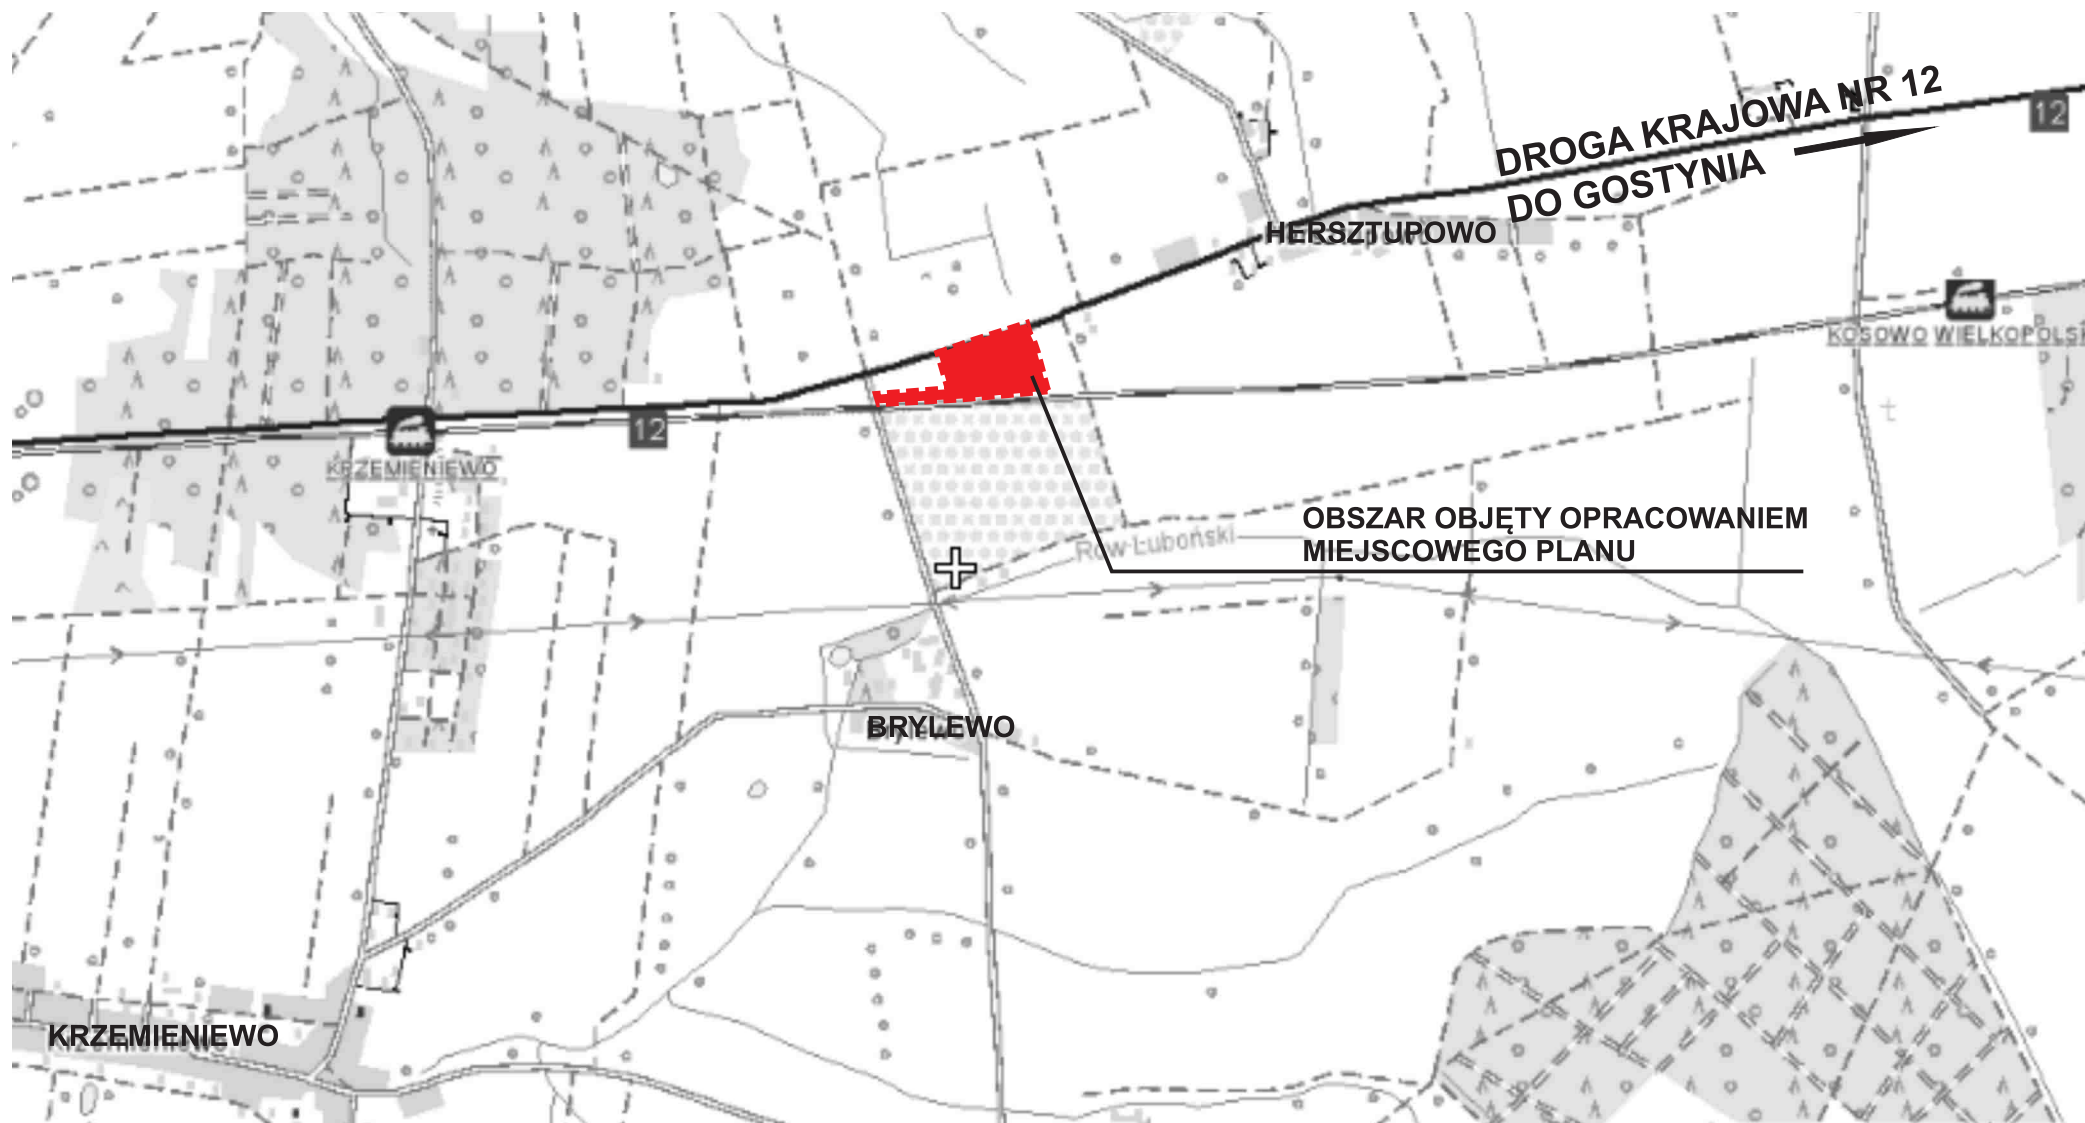 DROGA KRAJOWA NR 12
DO GOSTYNIA
12
HERSZTUPOWO
KOSOWO WIELKOPOLSK
12
KRZEMIENIEWO
OBSZAR OBJĘTY OPRACOWANIEM
MIEJSCOWEGO PLANU
Rów Luboński
BRYLEWO
KRZEMIENIEWO